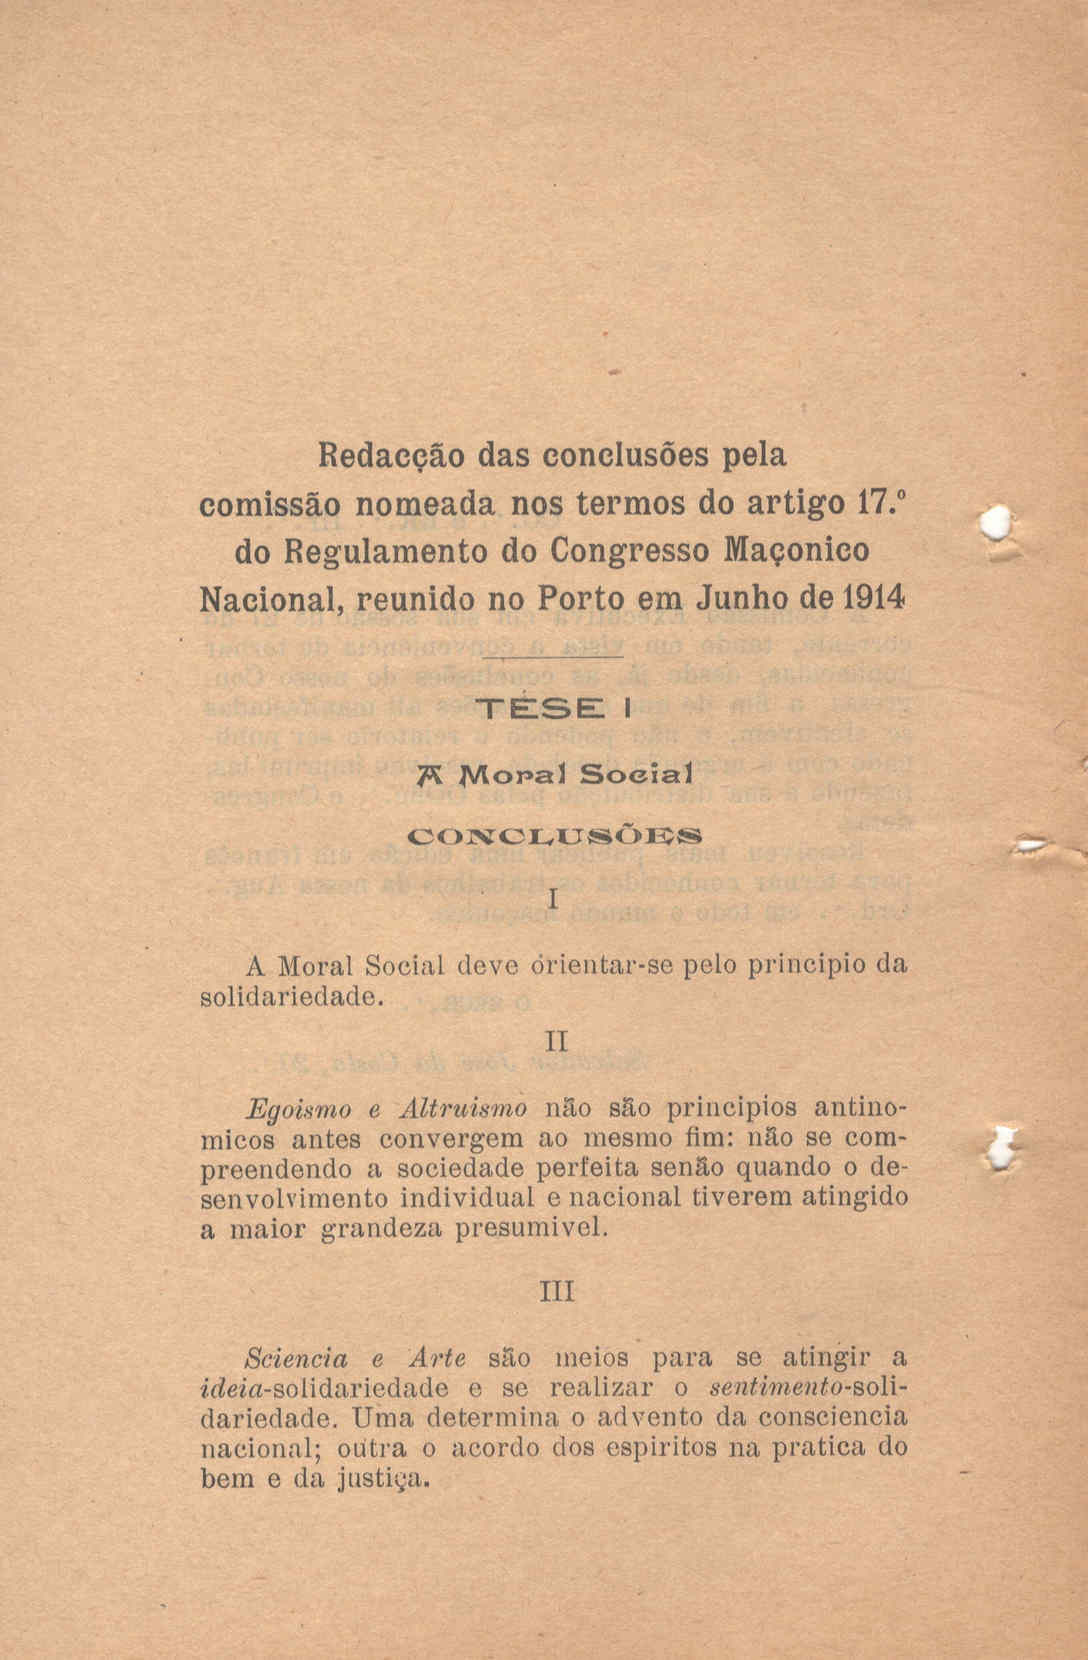 Redacção das conclusões pela
comissão nomeada nos termos do artigo 17.º
do Regulamento do Congresso Maçonico
Nacional, reunido no Porto em Junho de 1914
TÉSE I
A Moral Social
CONCLUSÕES
I
A Moral Social deve orientar-se pelo principio da
solidariedade.
II
Egoismo e Altruismo não são principios antino-
micos antes convergem ao mesmo fim: não se com-
preendendo a sociedade perfeita senão quando o de-
senvolvimento individual e nacional tiverem atingido
a maior grandeza presumivel.
III
Sciencia e Arte são meios para se atingir a
ideia-solidariedade e se realizar o sentimento-soli-
dariedade. Uma determina o advento da consciencia
nacional; outra o acordo dos espiritos na pratica do
bem e da justiça.